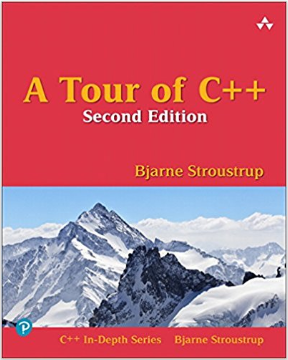 A Tour of C++
Second Edition
Bjarne Stroustrup
P
C++ In-Depth Series Bjarne Stroustrup